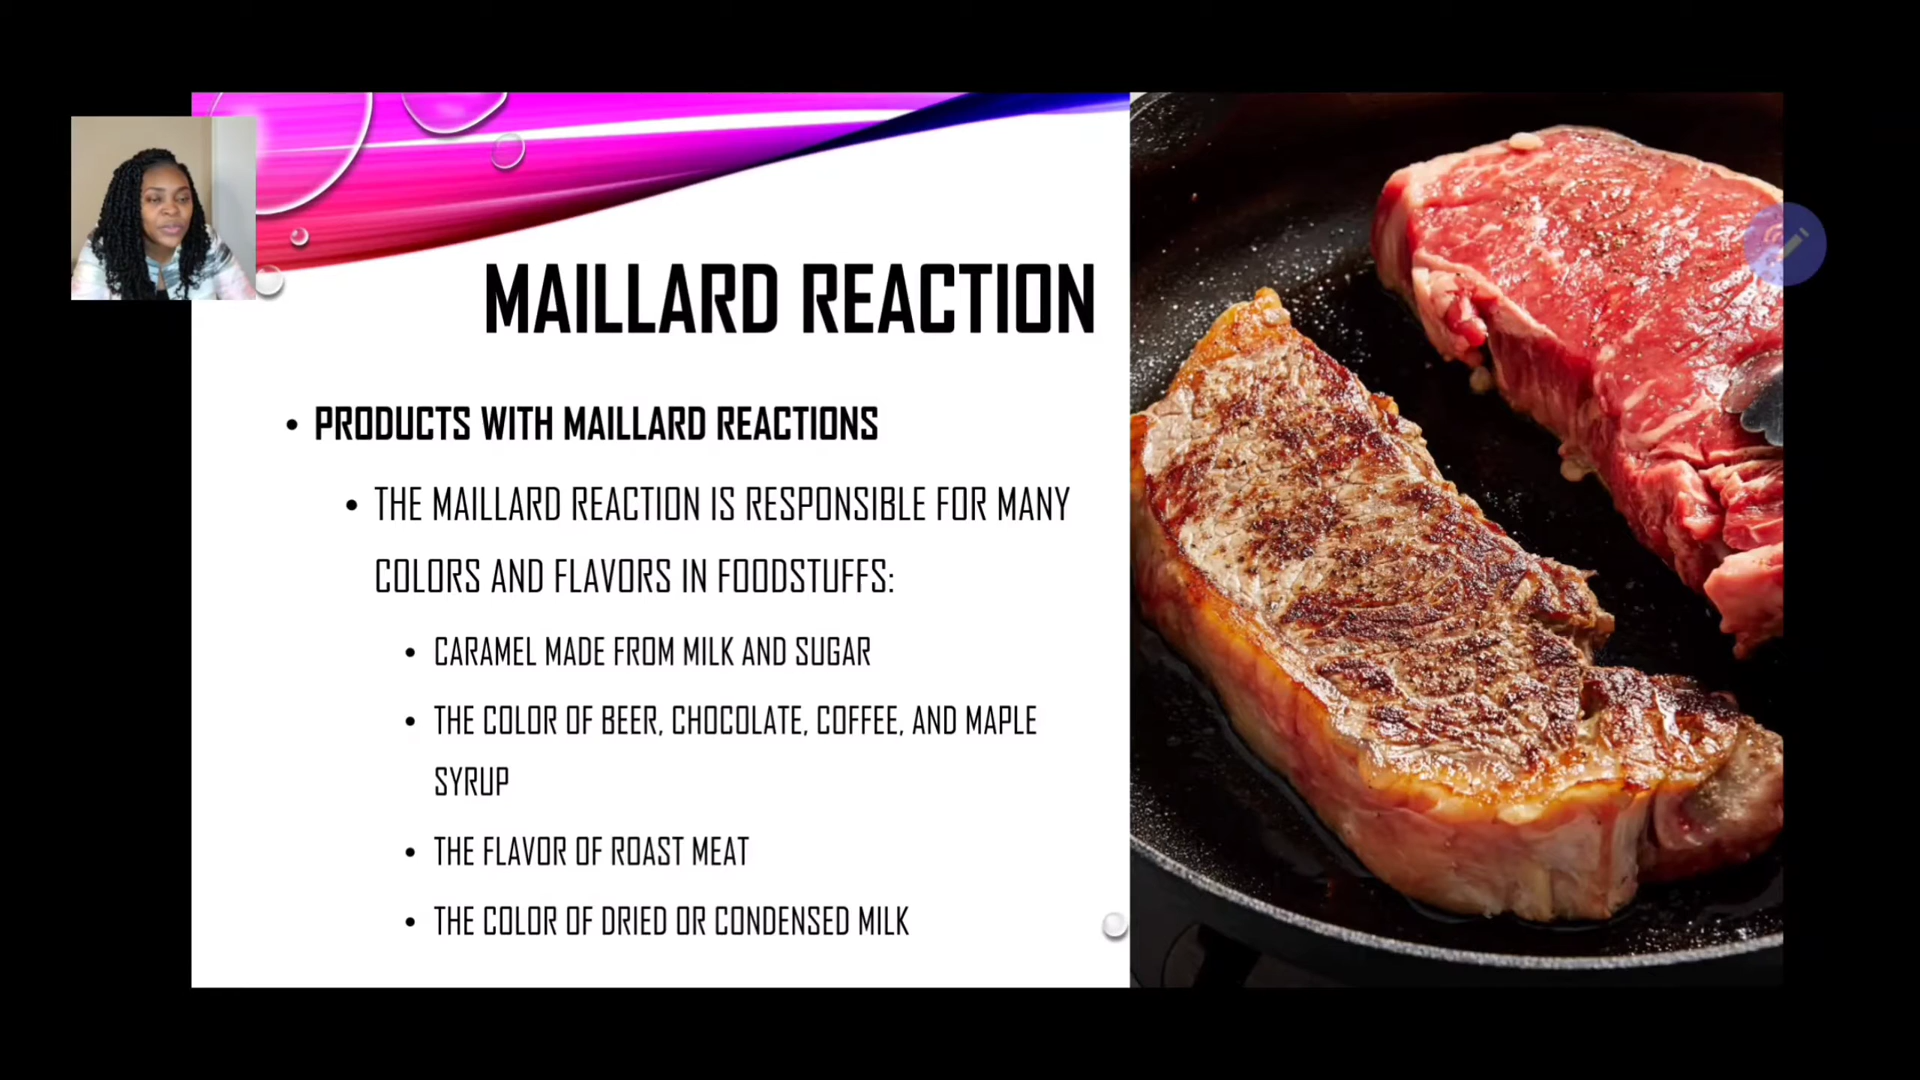 MAILLARD REACTION
• PRODUCTS WITH MAILLARD REACTIONS
• THE MAILLARD REACTION IS RESPONSIBLE FOR MANY
COLORS AND FLAVORS IN FOODSTUFFS:
• CARAMEL MADE FROM MILK AND SUGAR
• THE COLOR OF BEER, CHOCOLATE, COFFEE, AND MAPLE
SYRUP
• THE FLAVOR OF ROAST MEAT
• THE COLOR OF DRIED OR CONDENSED MILK